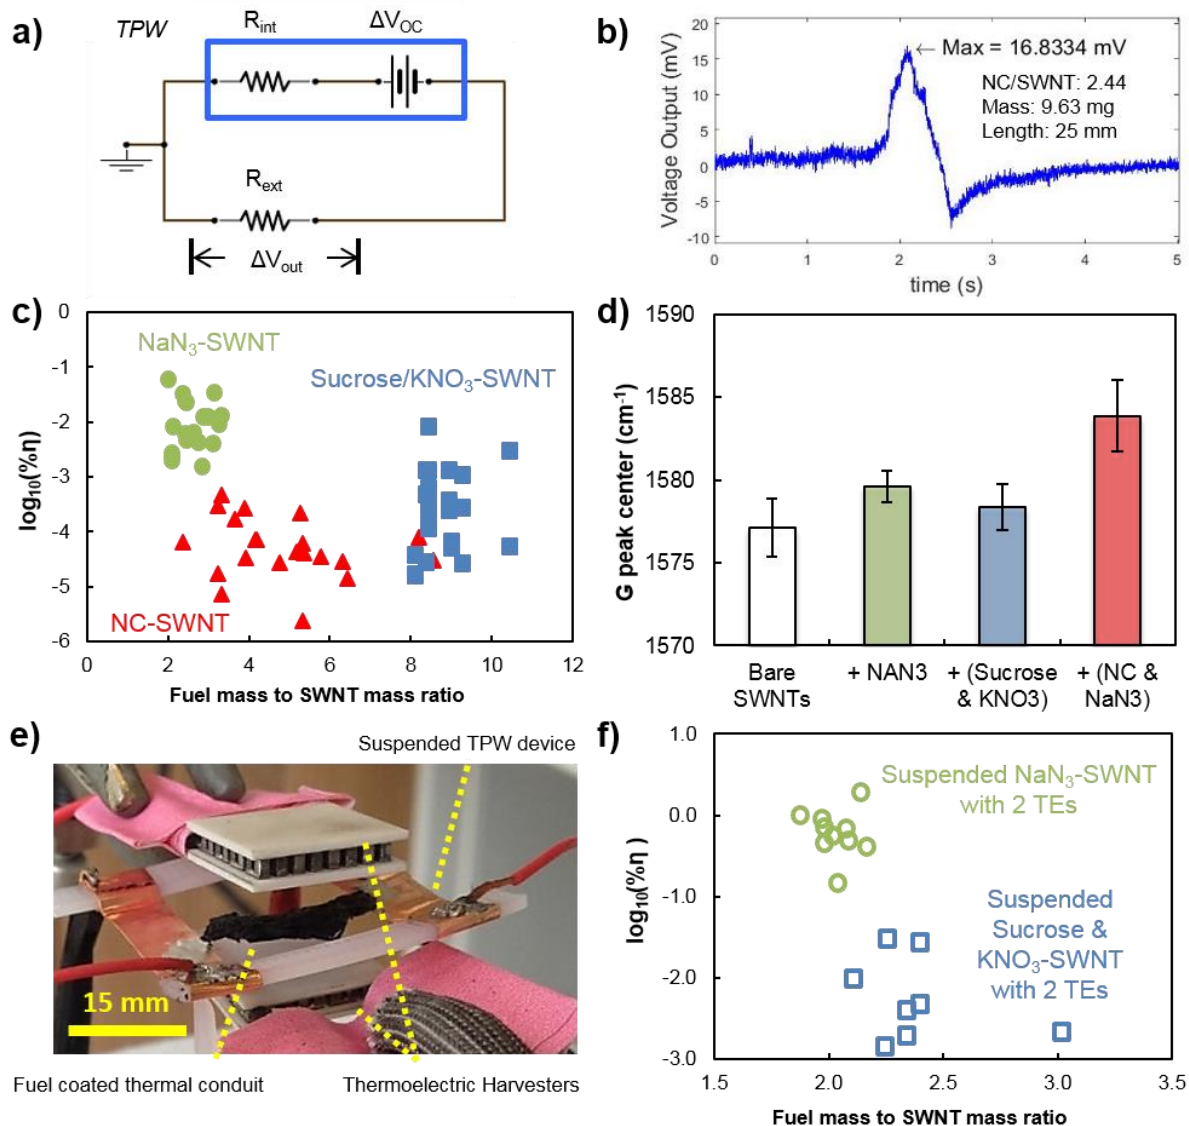 a)
TPW
R_int
ΔV_OC
R_ext
ΔV_out
b)
20
15
10
5
0
-5
-10
Voltage Output (mV)
← Max = 16.8334 mV
NC/SWNT: 2.44
Mass: 9.63 mg
Length: 25 mm
0 1 2 3 4 5
time (s)
c)
0
-1
-2
-3
-4
-5
-6
log₁₀(%η)
NaN₃-SWNT
Sucrose/KNO₃-SWNT
NC-SWNT
0 2 4 6 8 10 12
Fuel mass to SWNT mass ratio
d)
1590
1585
1580
1575
1570
G peak center (cm⁻¹)
Bare
SWNTs
+ NAN3
+ (Sucrose
& KNO3)
+ (NC &
NaN3)
e)
Suspended TPW device
15 mm
Fuel coated thermal conduit
Thermoelectric Harvesters
f)
1.0
0.0
-1.0
-2.0
-3.0
log₁₀(%η)
Suspended NaN₃-SWNT
with 2 TEs
Suspended
Sucrose &
KNO₃-SWNT
with 2 TEs
1.5 2.0 2.5 3.0 3.5
Fuel mass to SWNT mass ratio